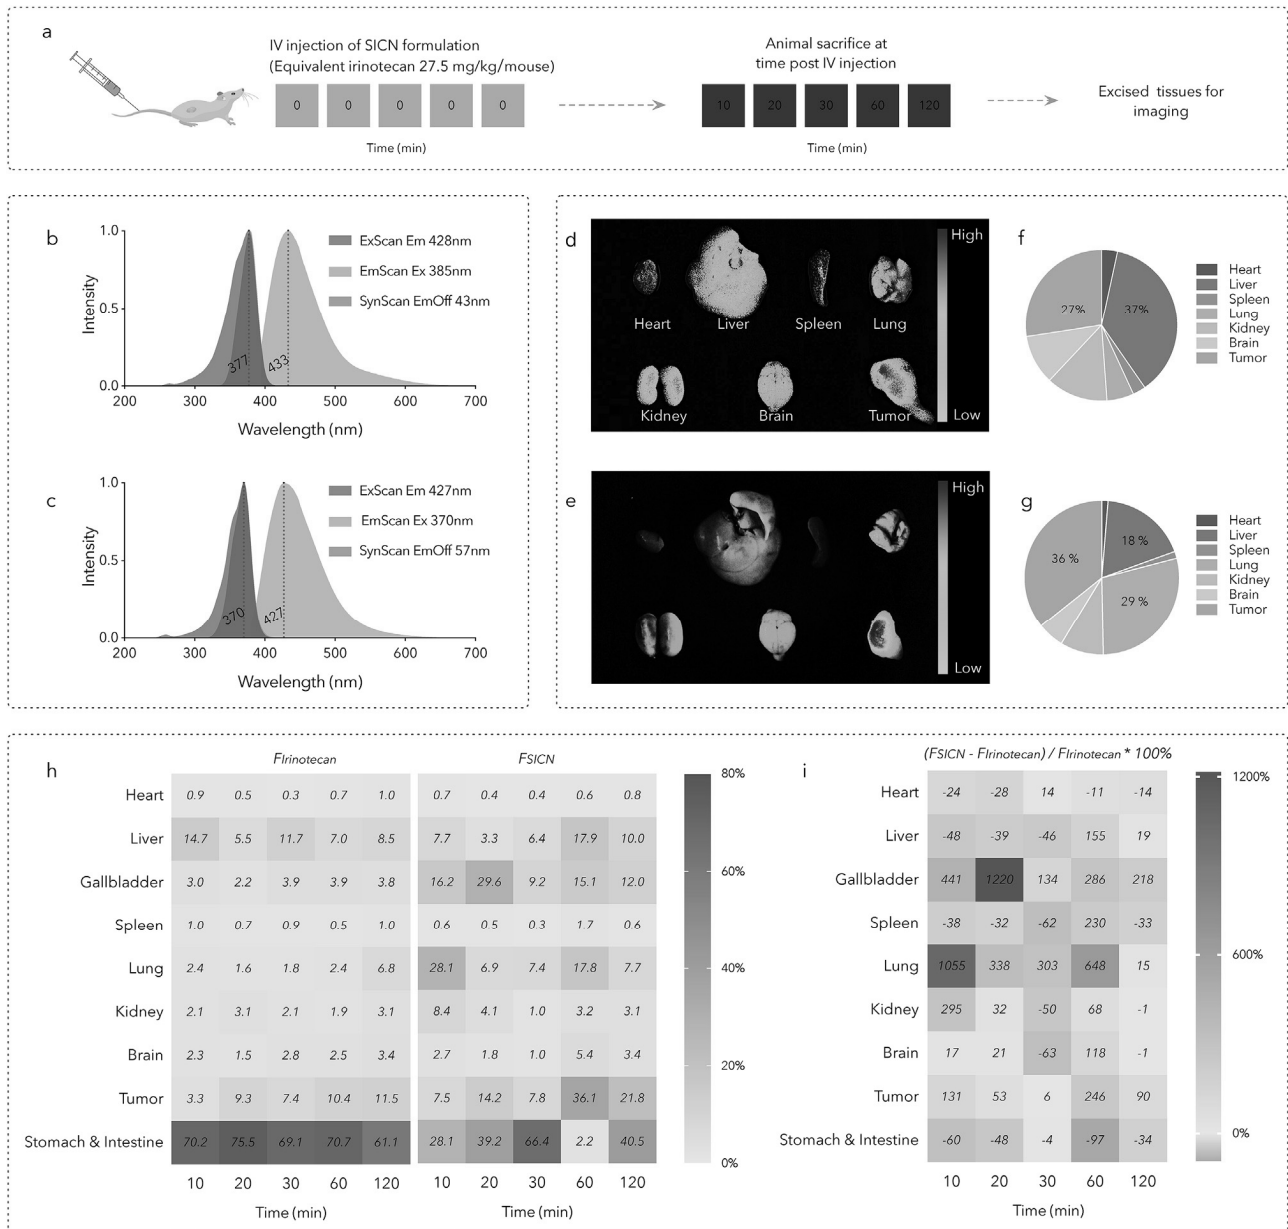 a
IV injection of SICN formulation
(Equivalent irinotecan 27.5 mg/kg/mouse)
0 0 0 0 0
Time (min)
Animal sacrifice at
time post IV injection
10 20 30 60 120
Time (min)
Excised tissues for
imaging
b
Intensity
1.0
0.5
0.0
377 433
200 300 400 500 600 700
Wavelength (nm)
ExScan Em 428nm
EmScan Ex 385nm
SynScan EmOff 43nm
c
Intensity
1.0
0.5
0.0
370 427
200 300 400 500 600 700
Wavelength (nm)
ExScan Em 427nm
EmScan Ex 370nm
SynScan EmOff 57nm
d
Heart Liver Spleen Lung
Kidney Brain Tumor
High
Low
e
High
Low
f
27% 37%
Heart
Liver
Spleen
Lung
Kidney
Brain
Tumor
g
36 % 18 %
29 %
Heart
Liver
Spleen
Lung
Kidney
Brain
Tumor
h
FIrinotecan FSICN
Heart 0.9 0.5 0.3 0.7 1.0 0.7 0.4 0.4 0.6 0.8
Liver 14.7 5.5 11.7 7.0 8.5 7.7 3.3 6.4 17.9 10.0
Gallbladder 3.0 2.2 3.9 3.9 3.8 16.2 29.6 9.2 15.1 12.0
Spleen 1.0 0.7 0.9 0.5 1.0 0.6 0.5 0.3 1.7 0.6
Lung 2.4 1.6 1.8 2.4 6.8 28.1 6.9 7.4 17.8 7.7
Kidney 2.1 3.1 2.1 1.9 3.1 8.4 4.1 1.0 3.2 3.1
Brain 2.3 1.5 2.8 2.5 3.4 2.7 1.8 1.0 5.4 3.4
Tumor 3.3 9.3 7.4 10.4 11.5 7.5 14.2 7.8 36.1 21.8
Stomach & Intestine 70.2 75.5 69.1 70.7 61.1 28.1 39.2 66.4 2.2 40.5
10 20 30 60 120 10 20 30 60 120
Time (min) Time (min)
80%
60%
40%
20%
0%
i
(FSICN - FIrinotecan) / FIrinotecan * 100%
Heart -24 -28 14 -11 -14
Liver -48 -39 -46 155 19
Gallbladder 441 1220 134 286 218
Spleen -38 -32 -62 230 -33
Lung 1055 338 303 648 15
Kidney 295 32 -50 68 -1
Brain 17 21 -63 118 -1
Tumor 131 53 6 246 90
Stomach & Intestine -60 -48 -4 -97 -34
10 20 30 60 120
Time (min)
1200%
600%
0%